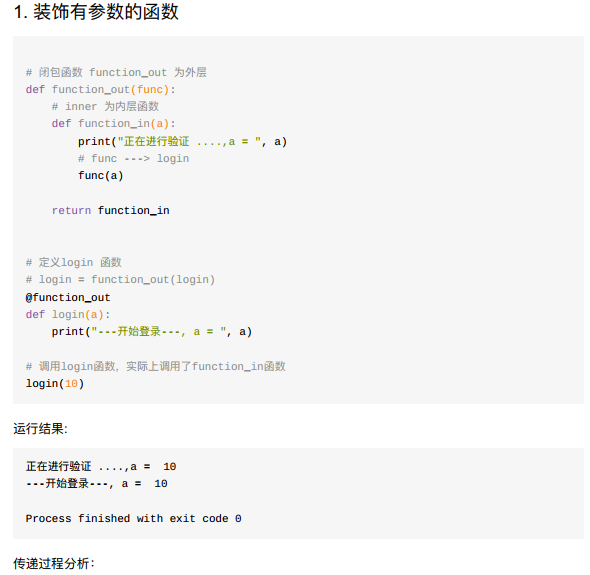 1. 装饰有参数的函数
# 闭包函数 function_out 为外层
def function_out(func):
    # inner 为内层函数
    def function_in(a):
        print("正在进行验证 ....,a = ", a)
        # func ---> login
        func(a)
    return function_in
# 定义login 函数
# login = function_out(login)
@function_out
def login(a):
    print("---开始登录---, a = ", a)
# 调用login函数, 实际上调用了function_in函数
login(10)
运行结果:
正在进行验证 ....,a =  10
---开始登录---, a =  10
Process finished with exit code 0
传递过程分析: